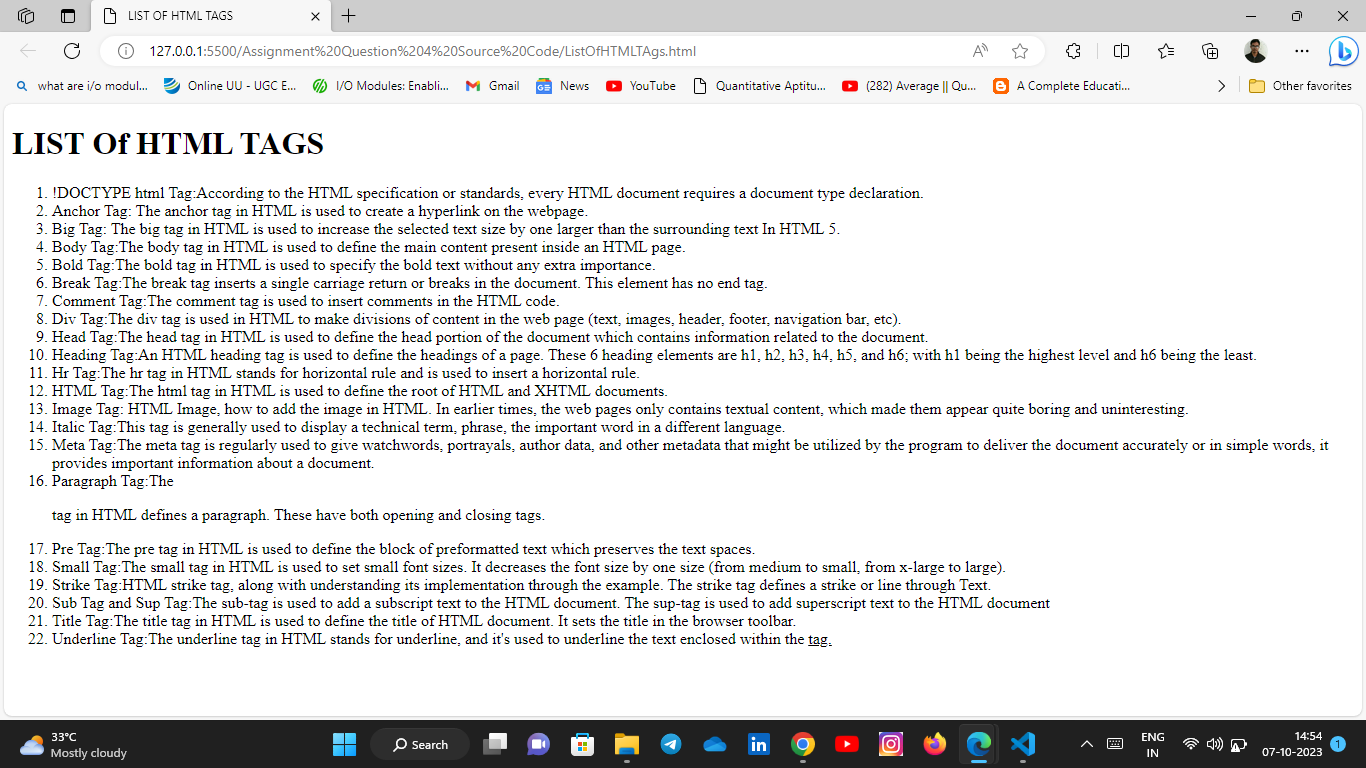 LIST OF HTML TAGS
127.0.0.1:5500/Assignment%20Question%204%20Source%20Code/ListOfHTMLTAgs.html
what are i/o modul...
Online UU - UGC E...
I/O Modules: Enabli...
Gmail
News
YouTube
Quantitative Aptitu...
(282) Average || Qu...
A Complete Educati...
Other favorites
LIST Of HTML TAGS
1. !DOCTYPE html Tag:According to the HTML specification or standards, every HTML document requires a document type declaration.
2. Anchor Tag: The anchor tag in HTML is used to create a hyperlink on the webpage.
3. Big Tag: The big tag in HTML is used to increase the selected text size by one larger than the surrounding text In HTML 5.
4. Body Tag:The body tag in HTML is used to define the main content present inside an HTML page.
5. Bold Tag:The bold tag in HTML is used to specify the bold text without any extra importance.
6. Break Tag:The break tag inserts a single carriage return or breaks in the document. This element has no end tag.
7. Comment Tag:The comment tag is used to insert comments in the HTML code.
8. Div Tag:The div tag is used in HTML to make divisions of content in the web page (text, images, header, footer, navigation bar, etc).
9. Head Tag:The head tag in HTML is used to define the head portion of the document which contains information related to the document.
10. Heading Tag:An HTML heading tag is used to define the headings of a page. These 6 heading elements are h1, h2, h3, h4, h5, and h6; with h1 being the highest level and h6 being the least.
11. Hr Tag:The hr tag in HTML stands for horizontal rule and is used to insert a horizontal rule.
12. HTML Tag:The html tag in HTML is used to define the root of HTML and XHTML documents.
13. Image Tag: HTML Image, how to add the image in HTML. In earlier times, the web pages only contains textual content, which made them appear quite boring and uninteresting.
14. Italic Tag:This tag is generally used to display a technical term, phrase, the important word in a different language.
15. Meta Tag:The meta tag is regularly used to give watchwords, portrayals, author data, and other metadata that might be utilized by the program to deliver the document accurately or in simple words, it
provides important information about a document.
16. Paragraph Tag:The
tag in HTML defines a paragraph. These have both opening and closing tags.
17. Pre Tag:The pre tag in HTML is used to define the block of preformatted text which preserves the text spaces.
18. Small Tag:The small tag in HTML is used to set small font sizes. It decreases the font size by one size (from medium to small, from x-large to large).
19. Strike Tag:HTML strike tag, along with understanding its implementation through the example. The strike tag defines a strike or line through Text.
20. Sub Tag and Sup Tag:The sub-tag is used to add a subscript text to the HTML document. The sup-tag is used to add superscript text to the HTML document
21. Title Tag:The title tag in HTML is used to define the title of HTML document. It sets the title in the browser toolbar.
22. Underline Tag:The underline tag in HTML stands for underline, and it's used to underline the text enclosed within the tag.
33°C
Mostly cloudy
Search
ENG
IN
14:54
07-10-2023
1